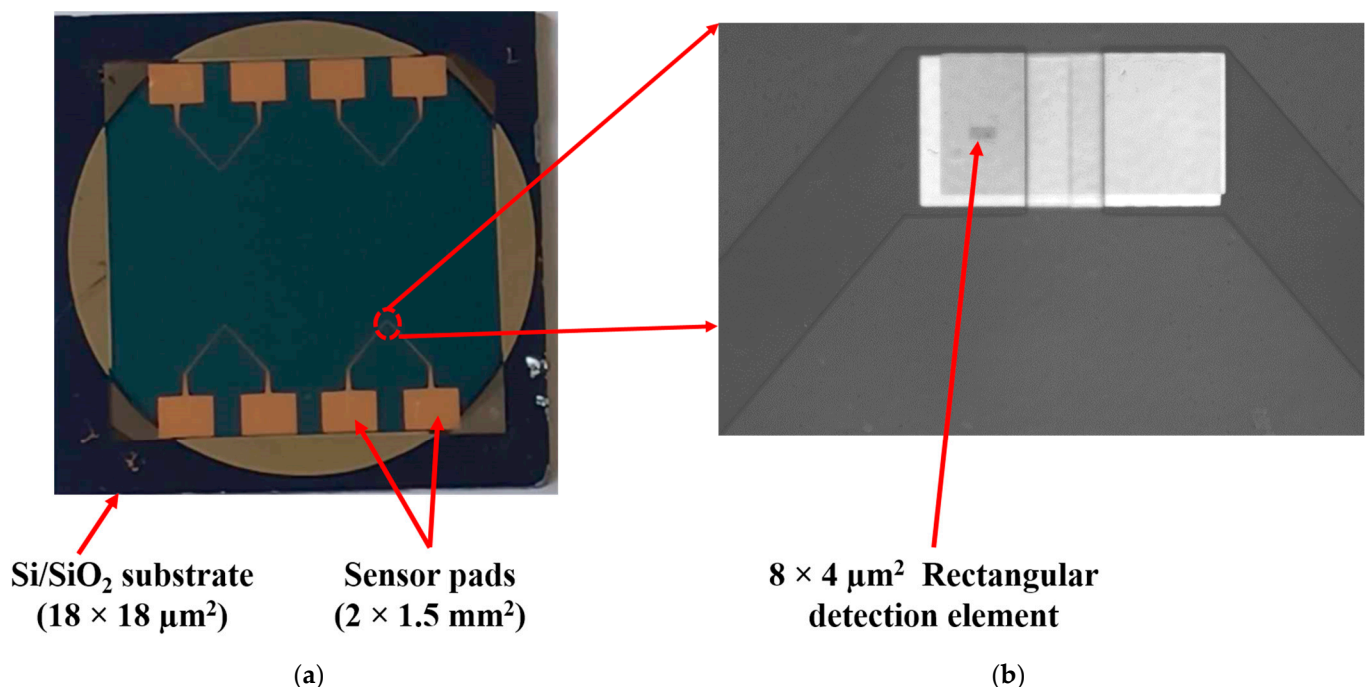 L
Si/SiO₂ substrate
(18 × 18 μm²)
Sensor pads
(2 × 1.5 mm²)
8 × 4 μm² Rectangular
detection element
(a)
(b)